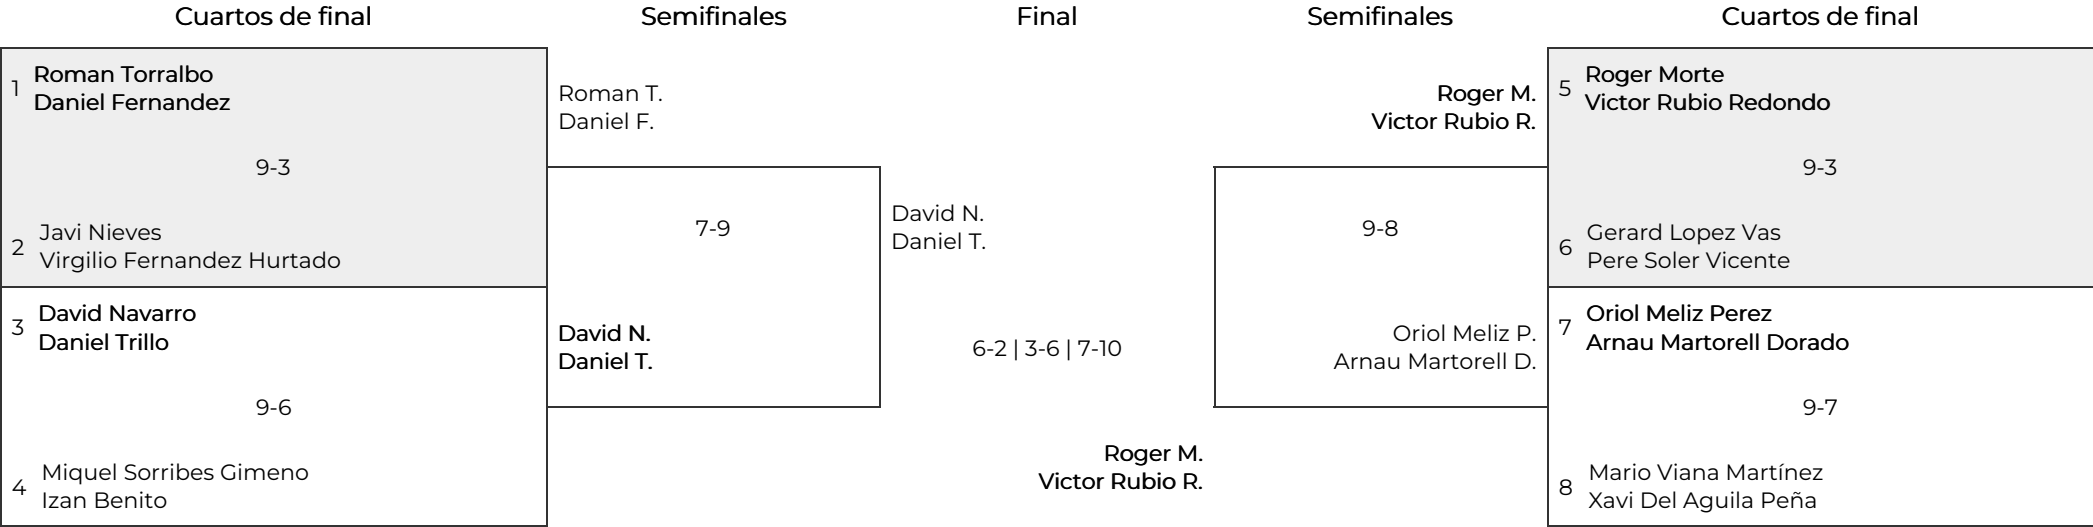 Cuartos de final
Semifinales
Final
Semifinales
Cuartos de final
1
Roman Torralbo
Daniel Fernandez
9-3
2
Javi Nieves
Virgilio Fernandez Hurtado
3
David Navarro
Daniel Trillo
9-6
4
Miquel Sorribes Gimeno
Izan Benito
Roman T.
Daniel F.
7-9
David N.
Daniel T.
David N.
Daniel T.
6-2 | 3-6 | 7-10
Roger M.
Victor Rubio R.
Roger M.
Victor Rubio R.
9-8
Oriol Meliz P.
Arnau Martorell D.
5
Roger Morte
Victor Rubio Redondo
9-3
6
Gerard Lopez Vas
Pere Soler Vicente
7
Oriol Meliz Perez
Arnau Martorell Dorado
9-7
8
Mario Viana Martínez
Xavi Del Aguila Peña